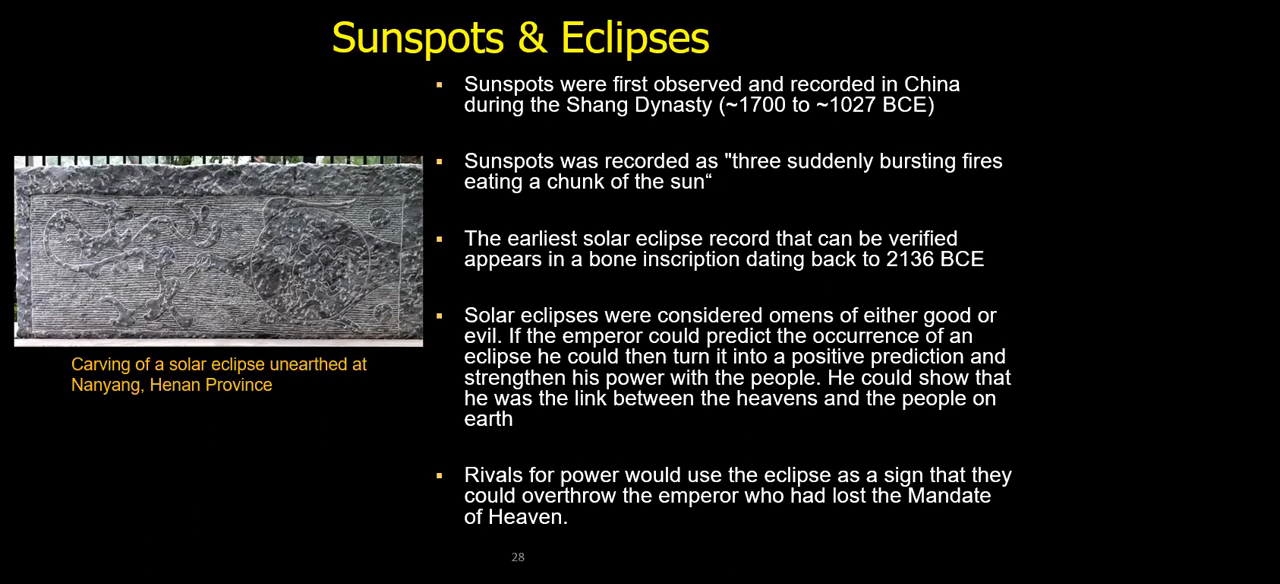 Sunspots & Eclipses
▪ Sunspots were first observed and recorded in China
during the Shang Dynasty (~1700 to ~1027 BCE)
▪ Sunspots was recorded as "three suddenly bursting fires
eating a chunk of the sun“
▪ The earliest solar eclipse record that can be verified
appears in a bone inscription dating back to 2136 BCE
▪ Solar eclipses were considered omens of either good or
evil. If the emperor could predict the occurrence of an
eclipse he could then turn it into a positive prediction and
strengthen his power with the people. He could show that
he was the link between the heavens and the people on
earth
▪ Rivals for power would use the eclipse as a sign that they
could overthrow the emperor who had lost the Mandate
of Heaven.
Carving of a solar eclipse unearthed at
Nanyang, Henan Province
28